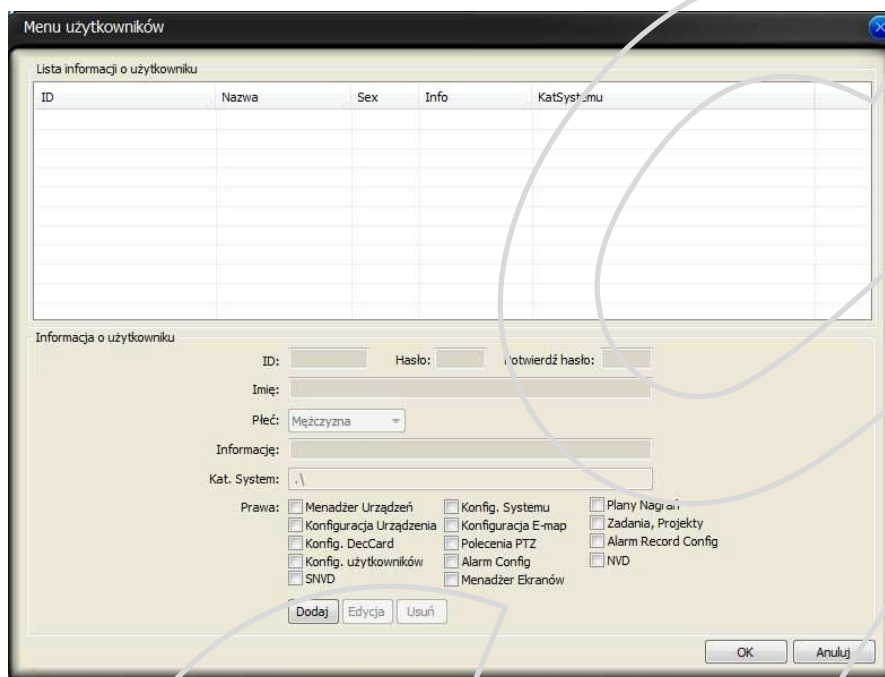 Menu użytkowników
Lista informacji o użytkowniku
ID Nazwa Sex Info KatSystemu
Informacja o użytkowniku
ID: Hasło: Potwierdź hasło:
Imię:
Płeć: Mężczyzna
Informację:
Kat. System: .\
Prawa: Menadżer Urządzeń Konfig. Systemu Plany Nagrań
Konfiguracja Urządzenia Konfiguracja E-map Zadania, Projekty
Konfig. DecCard Polecenia PTZ Alarm Record Config
Konfig. użytkowników Alarm Config NVD
SNVD Menadżer Ekranów
Dodaj Edycja Usuń
OK Anuluj